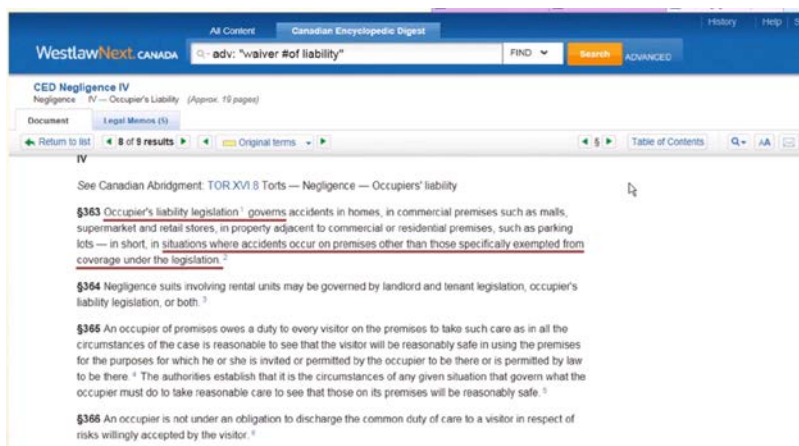 History Help S
All Content Canadian Encyclopedic Digest
WestlawNext. CANADA adv: "waiver #of liability" FIND Search ADVANCED
CED Negligence IV
Negligence IV — Occupier's Liability (Approx. 19 pages)
Document Legal Memos (5)
Return to list 8 of 9 results Original terms § Table of Contents AA
IV
See Canadian Abridgment: TOR.XVI.8 Torts — Negligence — Occupiers' liability
§363 Occupier's liability legislation 1 governs accidents in homes, in commercial premises such as malls,
supermarket and retail stores, in property adjacent to commercial or residential premises, such as parking
lots — in short, in situations where accidents occur on premises other than those specifically exempted from
coverage under the legislation. 2
§364 Negligence suits involving rental units may be governed by landlord and tenant legislation, occupier's
liability legislation, or both. 3
§365 An occupier of premises owes a duty to every visitor on the premises to take such care as in all the
circumstances of the case is reasonable to see that the visitor will be reasonably safe in using the premises
for the purposes for which he or she is invited or permitted by the occupier to be there or is permitted by law
to be there. 4 The authorities establish that it is the circumstances of any given situation that govern what the
occupier must do to take reasonable care to see that those on its premises will be reasonably safe. 5
§366 An occupier is not under an obligation to discharge the common duty of care to a visitor in respect of
risks willingly accepted by the visitor. 6